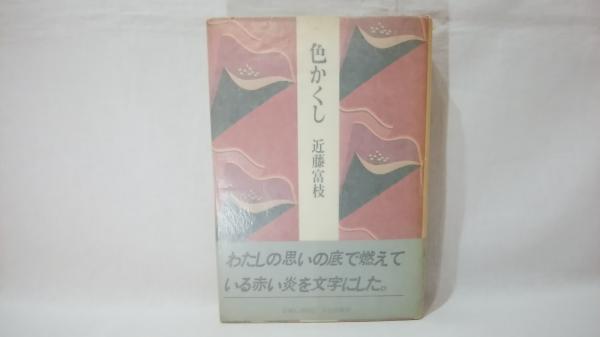 色かくし
近藤富枝
わたしの思いの底で燃えて
いる赤い炎を文字にした。